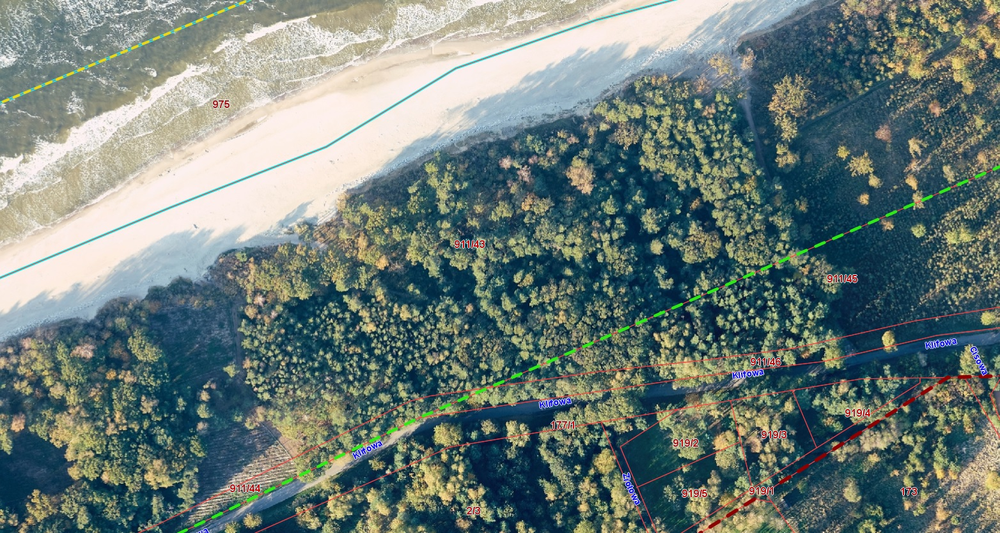 975
911/43
911/45
Klifowa
Cisowa
911/46
Klifowa
Klifowa
177/1
919/4
919/3
919/2
Klifowa
Ziołowa
911/44
919/5
919/1
173
2/3